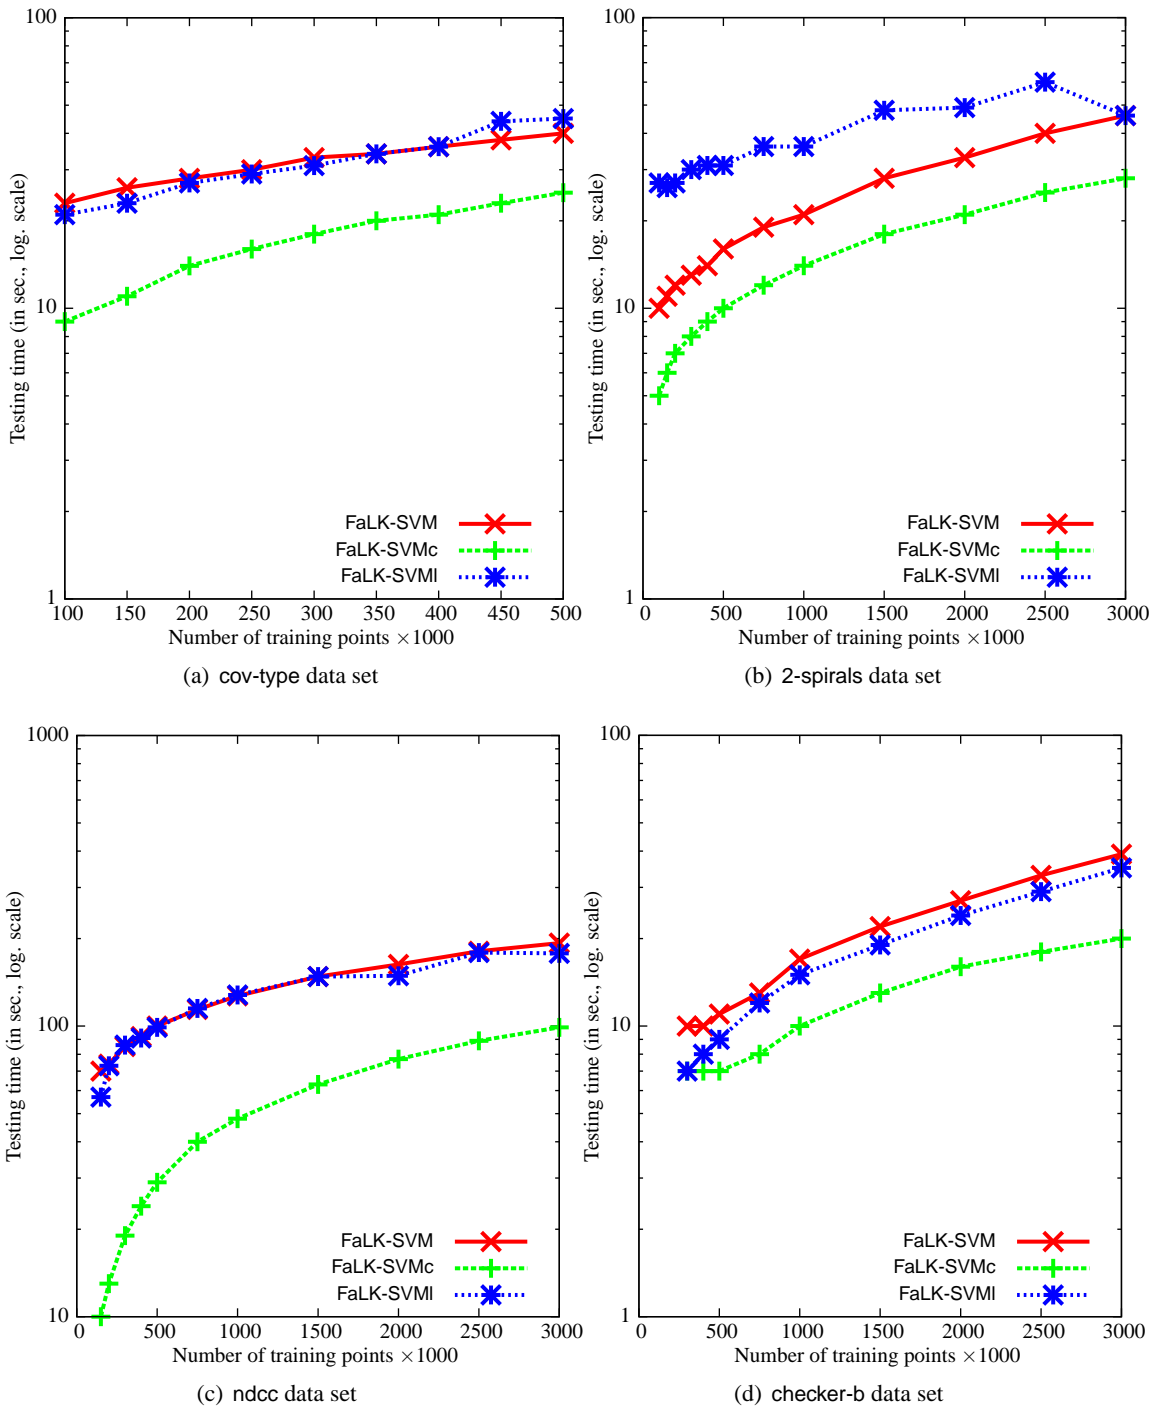 100
10
1
100 150 200 250 300 350 400 450 500
Testing time (in sec., log. scale)
Number of training points ×1000
FaLK-SVM
FaLK-SVMc
FaLK-SVMl
(a) cov-type data set
100
10
1
0 500 1000 1500 2000 2500 3000
Testing time (in sec., log. scale)
Number of training points ×1000
FaLK-SVM
FaLK-SVMc
FaLK-SVMl
(b) 2-spirals data set
1000
100
10
0 500 1000 1500 2000 2500 3000
Testing time (in sec., log. scale)
Number of training points ×1000
FaLK-SVM
FaLK-SVMc
FaLK-SVMl
(c) ndcc data set
100
10
1
0 500 1000 1500 2000 2500 3000
Testing time (in sec., log. scale)
Number of training points ×1000
FaLK-SVM
FaLK-SVMc
FaLK-SVMl
(d) checker-b data set